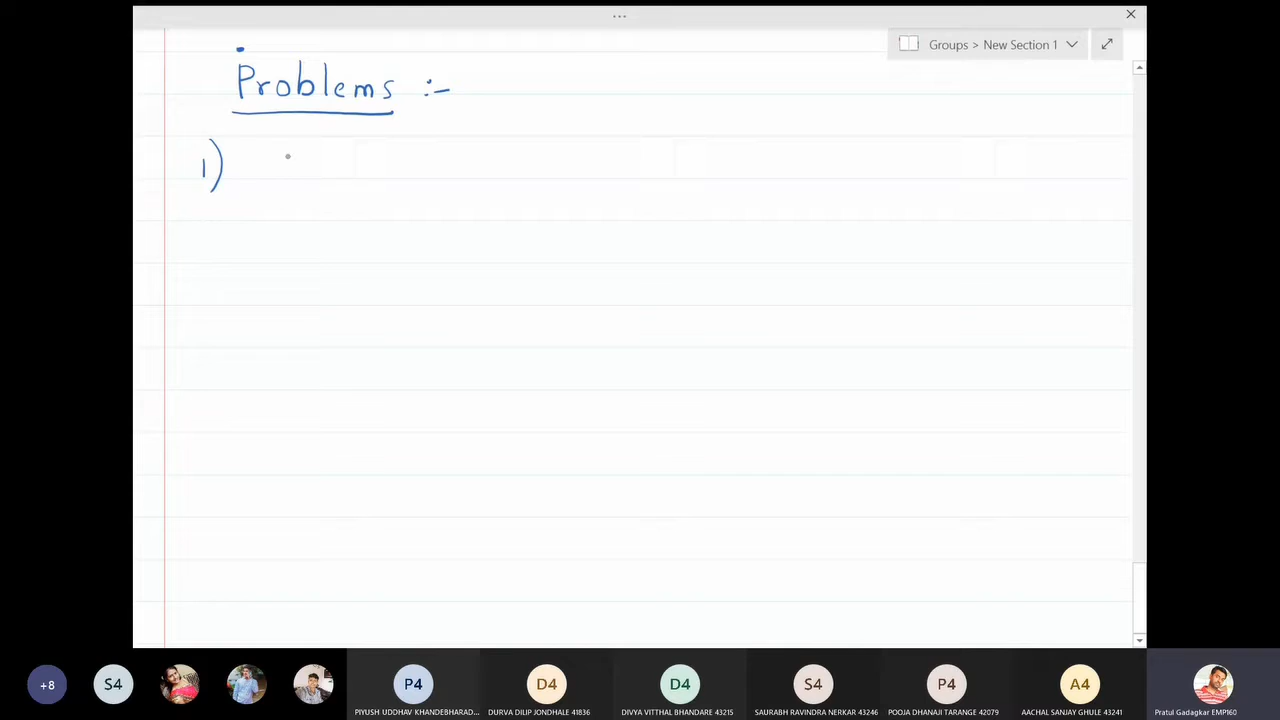 ...
Groups > New Section 1
Problems :-
1)
+8
S4
P4
D4
D4
S4
P4
A4
PIYUSH UDDHAV KHANDEBHARAD...
DURVA DILIP JONDHALE 41836
DIVYA VITTHAL BHANDARE 43215
SAURABH RAVINDRA NERKAR 43246
POOJA DHANAJI TARANGE 42079
AACHAL SANJAY GHULE 43241
Pratul Gadagkar EMP160